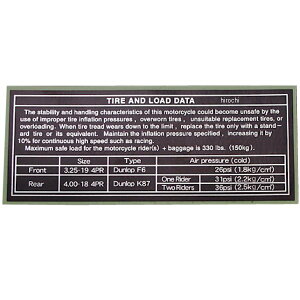 TIRE AND LOAD DATA hirochi
The stability and handling characteristics of this motorcycle could become unsafe by the
use of improper tire inflation pressures , overworn tires , unsuitable replacement tires, or
overloading. When tire tread wears down to the limit , replace the tire only with a stand-
ard tire or its equivalent. Maintain the inflation pressure specified , increasing it by
10% for continuous high speed such as racing.
Maximum safe load for the motorcycle rider(s) + baggage is 330 lbs. (150kg).
Size Type Air pressure (cold)
Front 3.25-19 4PR Dunlop F6 26psi (1.8kg/cm²)
Rear 4.00-18 4PR Dunlop K87 One Rider 31psi (2.2kg/cm²)
Two Riders 36psi (2.5kg/cm²)